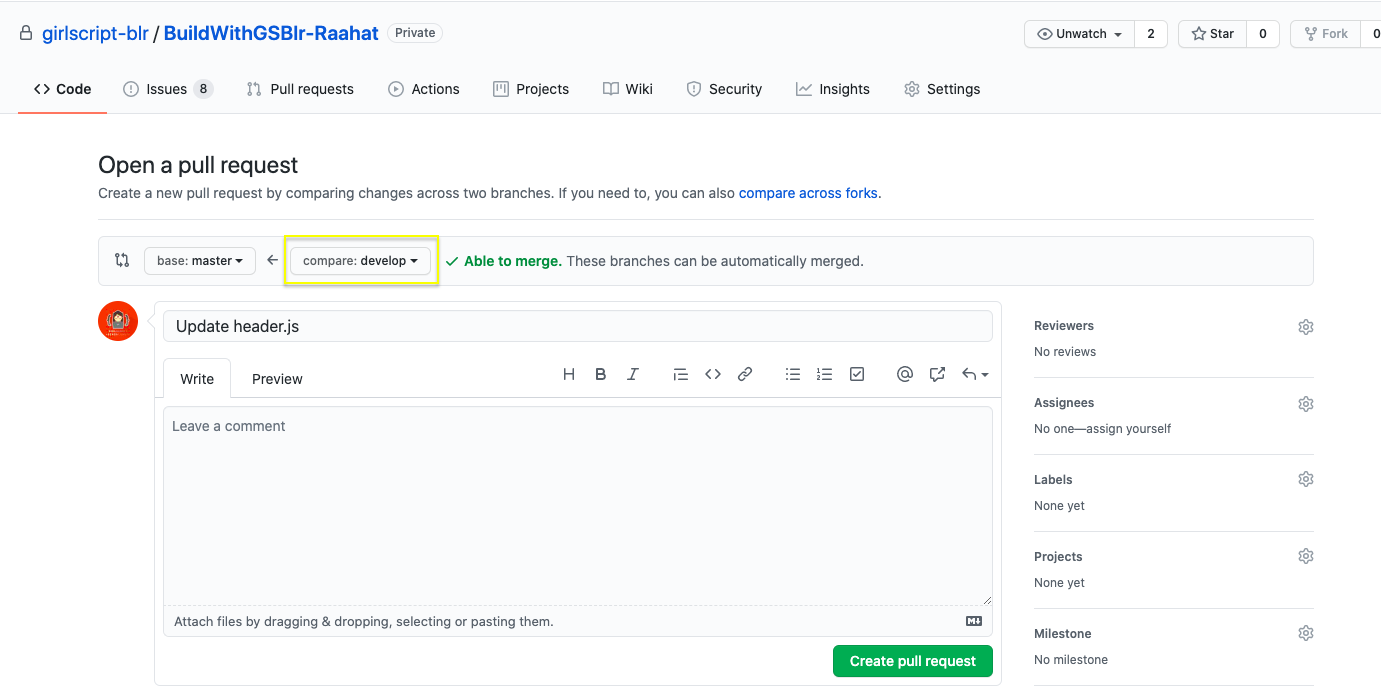 girlscript-blr / BuildWithGSBlr-Raahat Private Unwatch 2 Star 0 Fork 0
Code Issues 8 Pull requests Actions Projects Wiki Security Insights Settings
Open a pull request
Create a new pull request by comparing changes across two branches. If you need to, you can also compare across forks.
base: master compare: develop Able to merge. These branches can be automatically merged.
Update header.js
Write Preview
Leave a comment
Attach files by dragging & dropping, selecting or pasting them.
Create pull request
Reviewers
No reviews
Assignees
No one—assign yourself
Labels
None yet
Projects
None yet
Milestone
No milestone